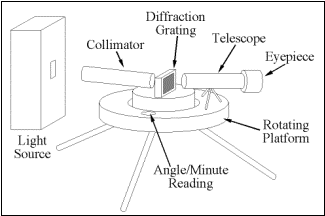 Diffraction
Grating
Collimator
Telescope
Eyepiece
Light
Source
Angle/Minute
Reading
Rotating
Platform